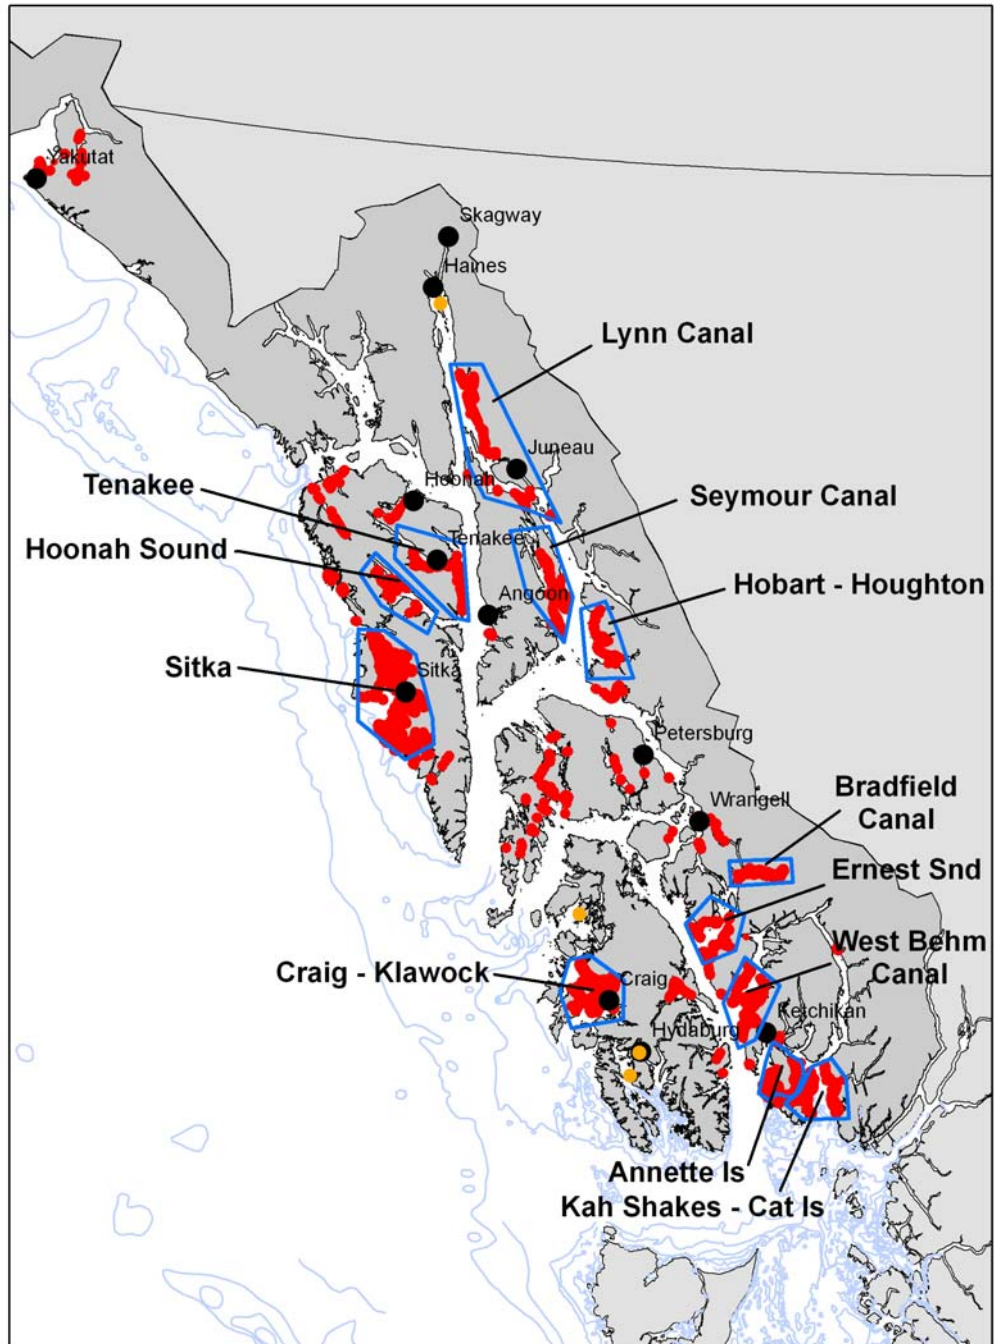 Yakutat
Skagway
Haines
Lynn Canal
Juneau
Hoonah
Tenakee
Seymour Canal
Tenakee
Hoonah Sound
Hobart - Houghton
Angoon
Sitka
Sitka
Petersburg
Bradfield
Canal
Wrangell
Ernest Snd
West Behm
Canal
Craig - Klawock
Craig
Ketchikan
Hydaburg
Annette Is
Kah Shakes - Cat Is